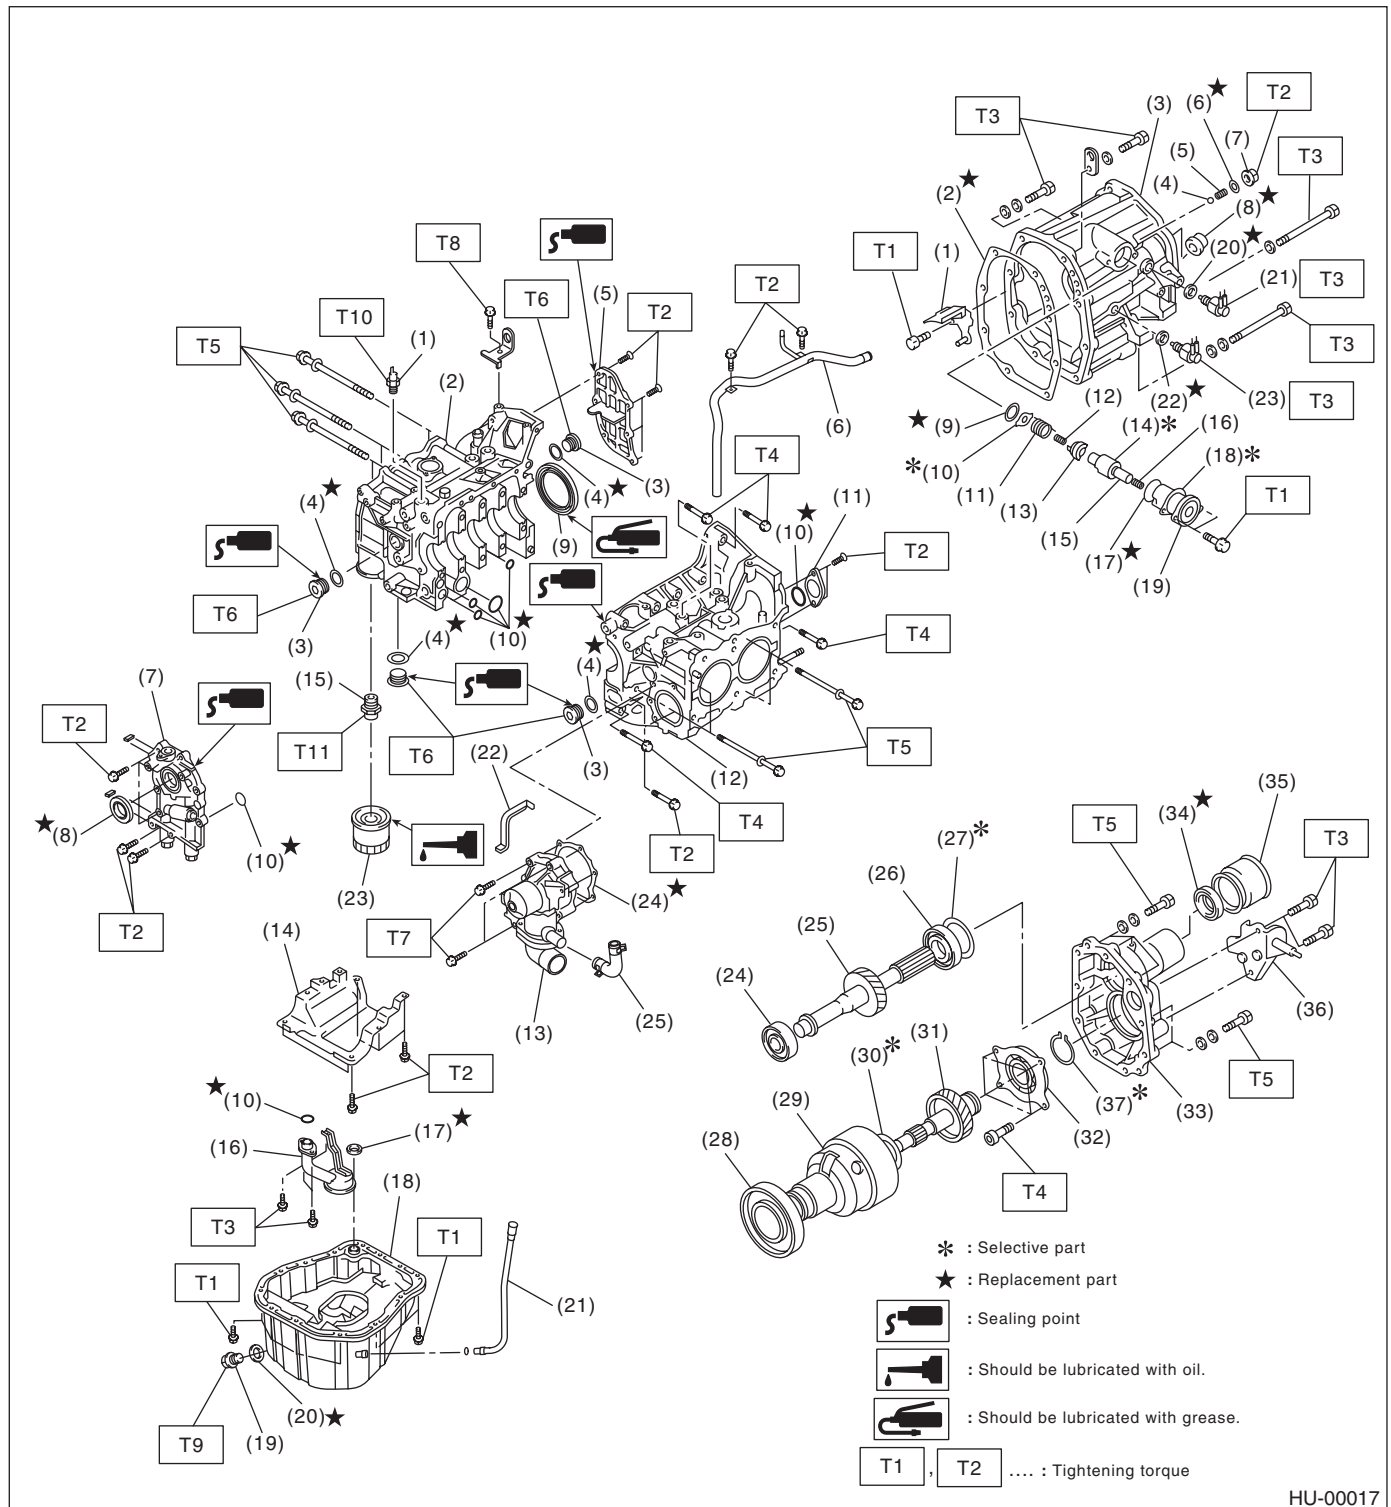 T3
(6)★
T2
(3)
(7)
T3
(5)
(4)
(2)★
(8)★
T8
T1
(1)
(20)★
T6
(5)
T2
T2
(21)
T3
T10
(1)
T5
(2)
T3
(6)
(12)
(22)★
(23)
T3
★(9)
(14)*
(16)
*(10)
(18)*
T4
(3)
(4)★
(11)
(4)★
(11)
(13)
T1
(10)★
(15)
(9)
T2
(17)★
(19)
T6
(3)
(10)★
(4)★
T4
★
(4)
(7)
(15)
T2
T11
T6
(22)
(3)
(12)
T5
(35)
(34)★
T4
T5
★(8)
(10)★
T2
(27)*
T3
(23)
(24)★
(26)
T2
T7
(14)
(25)
(24)
(13)
(25)
(36)
(31)
(30)*
T2
T5
★(10)
(37)*
(33)
(17)★
(29)
(32)
(16)
(28)
(18)
T4
T3
T1
* : Selective part
T1
★ : Replacement part
(21)
: Sealing point
: Should be lubricated with oil.
(20)★
: Should be lubricated with grease.
T9
(19)
T1 , T2 .... : Tightening torque
HU-00017